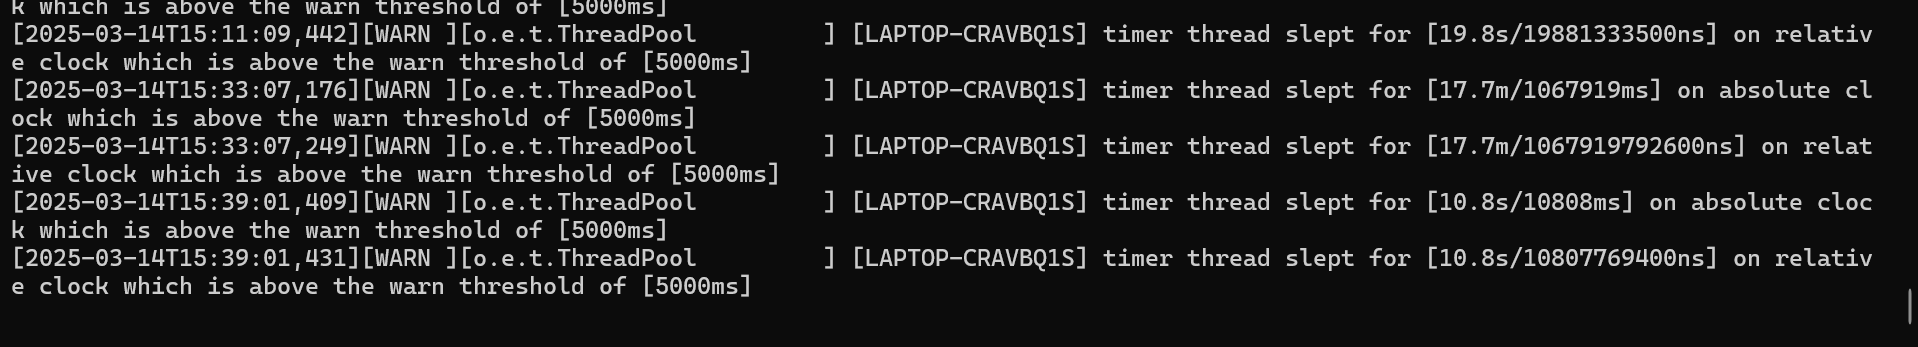 k which is above the warn threshold of [5000ms]
[2025-03-14T15:11:09,442][WARN ][o.e.t.ThreadPool         ] [LAPTOP-CRAVBQ1S] timer thread slept for [19.8s/19881333500ns] on relativ
e clock which is above the warn threshold of [5000ms]
[2025-03-14T15:33:07,176][WARN ][o.e.t.ThreadPool         ] [LAPTOP-CRAVBQ1S] timer thread slept for [17.7m/1067919ms] on absolute cl
ock which is above the warn threshold of [5000ms]
[2025-03-14T15:33:07,249][WARN ][o.e.t.ThreadPool         ] [LAPTOP-CRAVBQ1S] timer thread slept for [17.7m/1067919792600ns] on relat
ive clock which is above the warn threshold of [5000ms]
[2025-03-14T15:39:01,409][WARN ][o.e.t.ThreadPool         ] [LAPTOP-CRAVBQ1S] timer thread slept for [10.8s/10808ms] on absolute cloc
k which is above the warn threshold of [5000ms]
[2025-03-14T15:39:01,431][WARN ][o.e.t.ThreadPool         ] [LAPTOP-CRAVBQ1S] timer thread slept for [10.8s/10807769400ns] on relativ
e clock which is above the warn threshold of [5000ms]